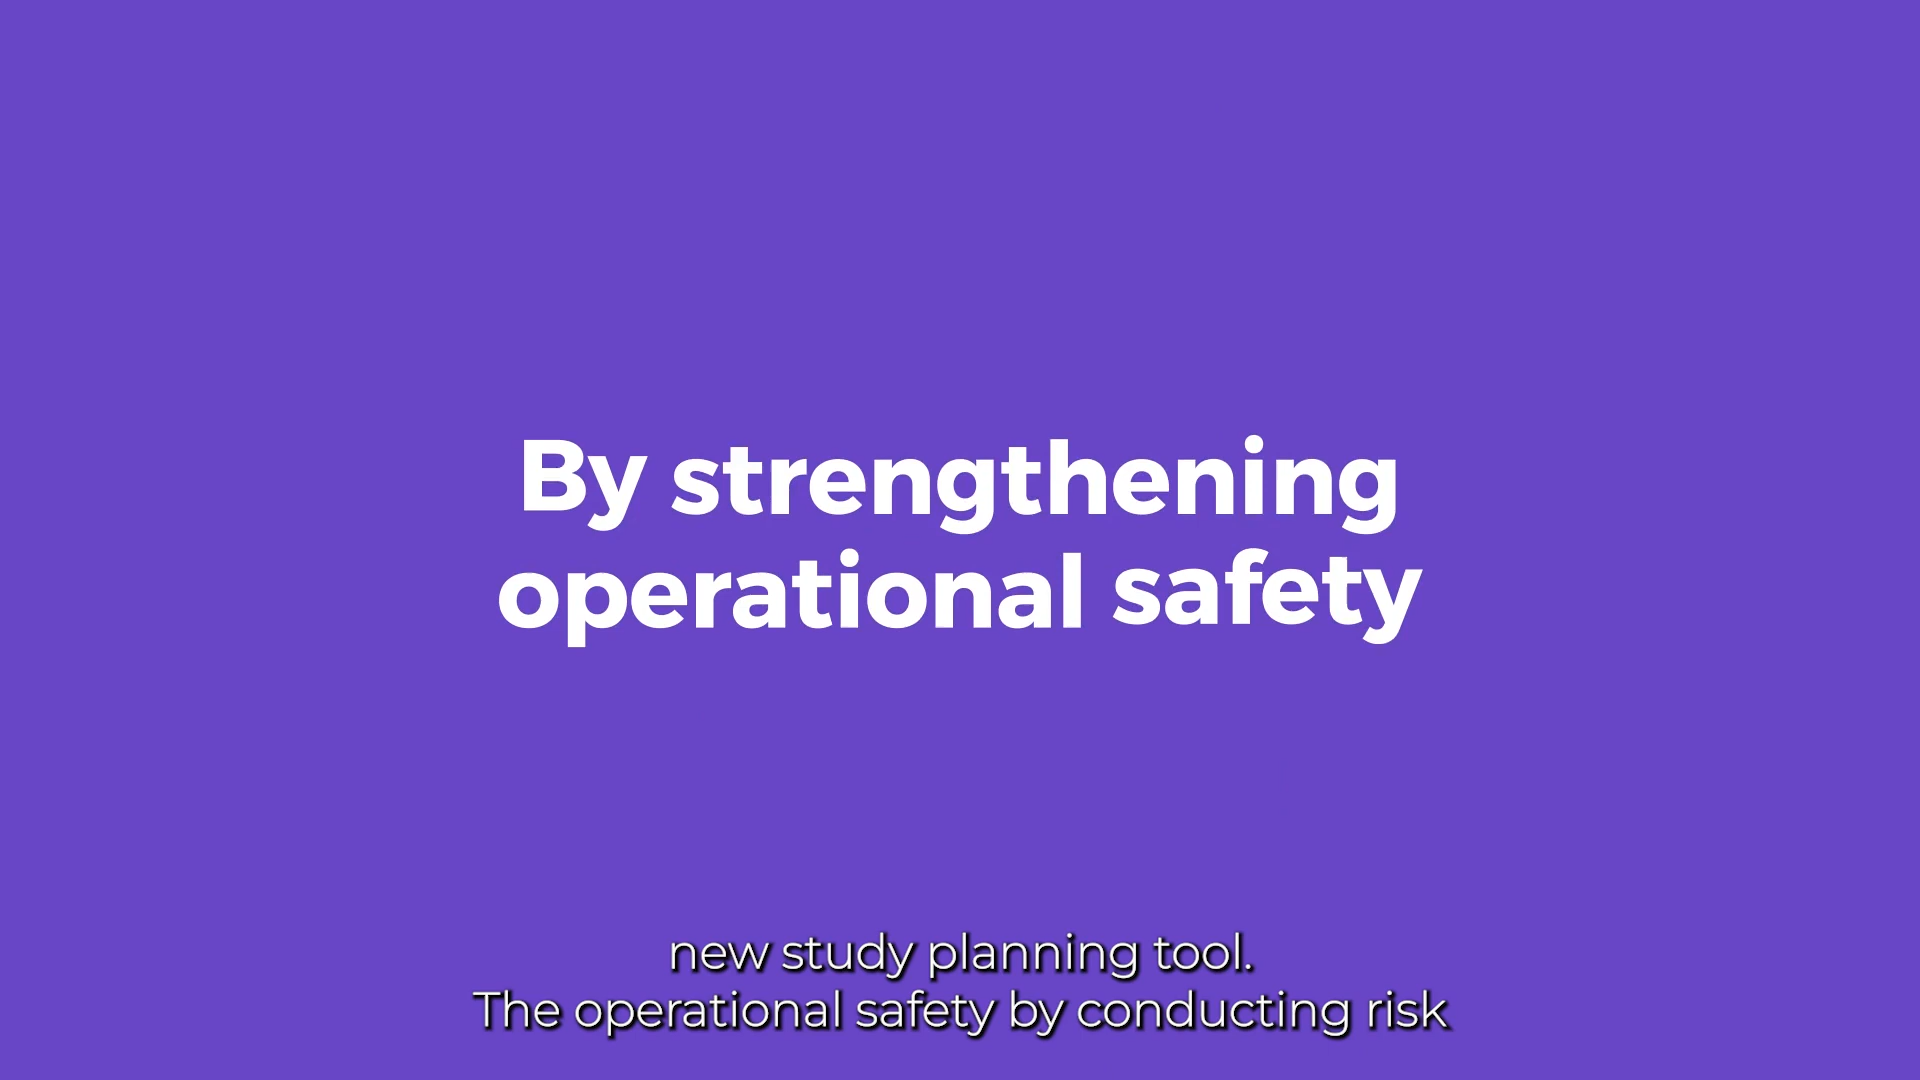 By strengthening
operational safety
new study planning tool.
The operational safety by conducting risk